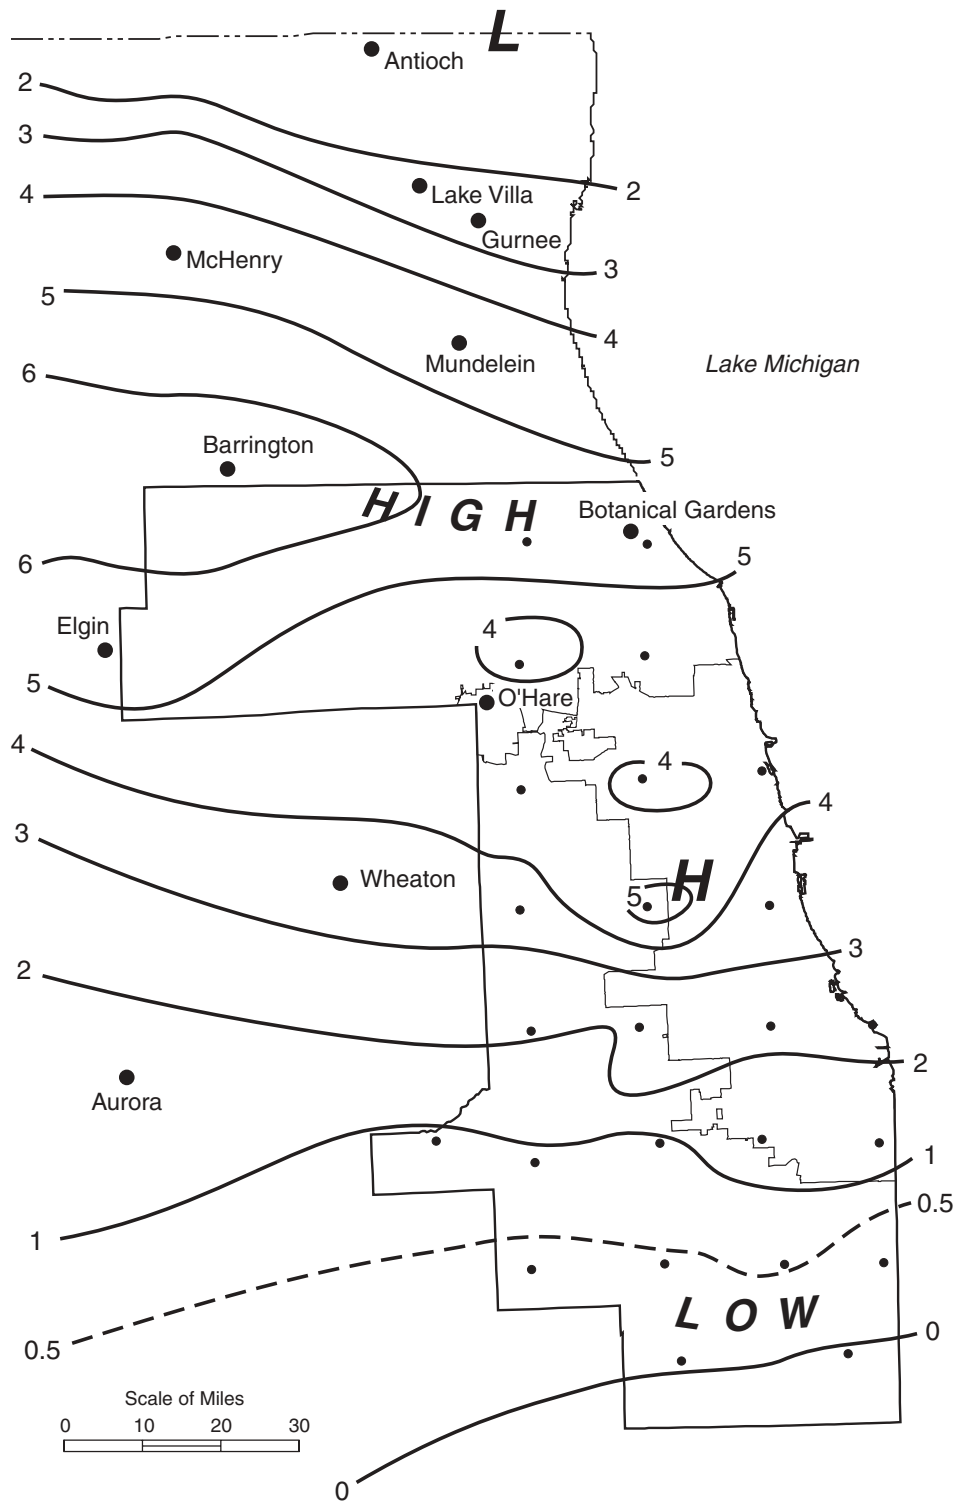 L
Antioch
2
3
Lake Villa
2
4
Gurnee
McHenry
3
5
4
Mundelein
Lake Michigan
6
Barrington
5
HIGH
Botanical Gardens
6
5
Elgin
4
5
O'Hare
4
4
4
3
Wheaton
H
5
3
2
2
Aurora
1
0.5
1
LOW
0
0.5
Scale of Miles
0 10 20 30
0